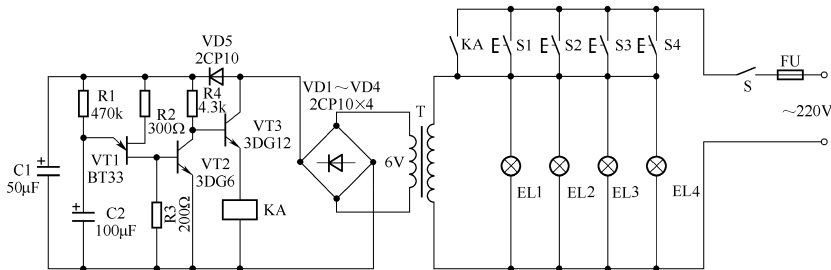 VD5
2CP10
KA
S1
S2
S3
S4
FU
S
R1
470k
R2
300Ω
R4
4.3k
VD1～VD4
2CP10×4
T
～220V
VT3
3DG12
VT1
BT33
VT2
3DG6
6V
C1
50μF
R3
200Ω
KA
EL1
EL2
EL3
EL4
C2
100μF